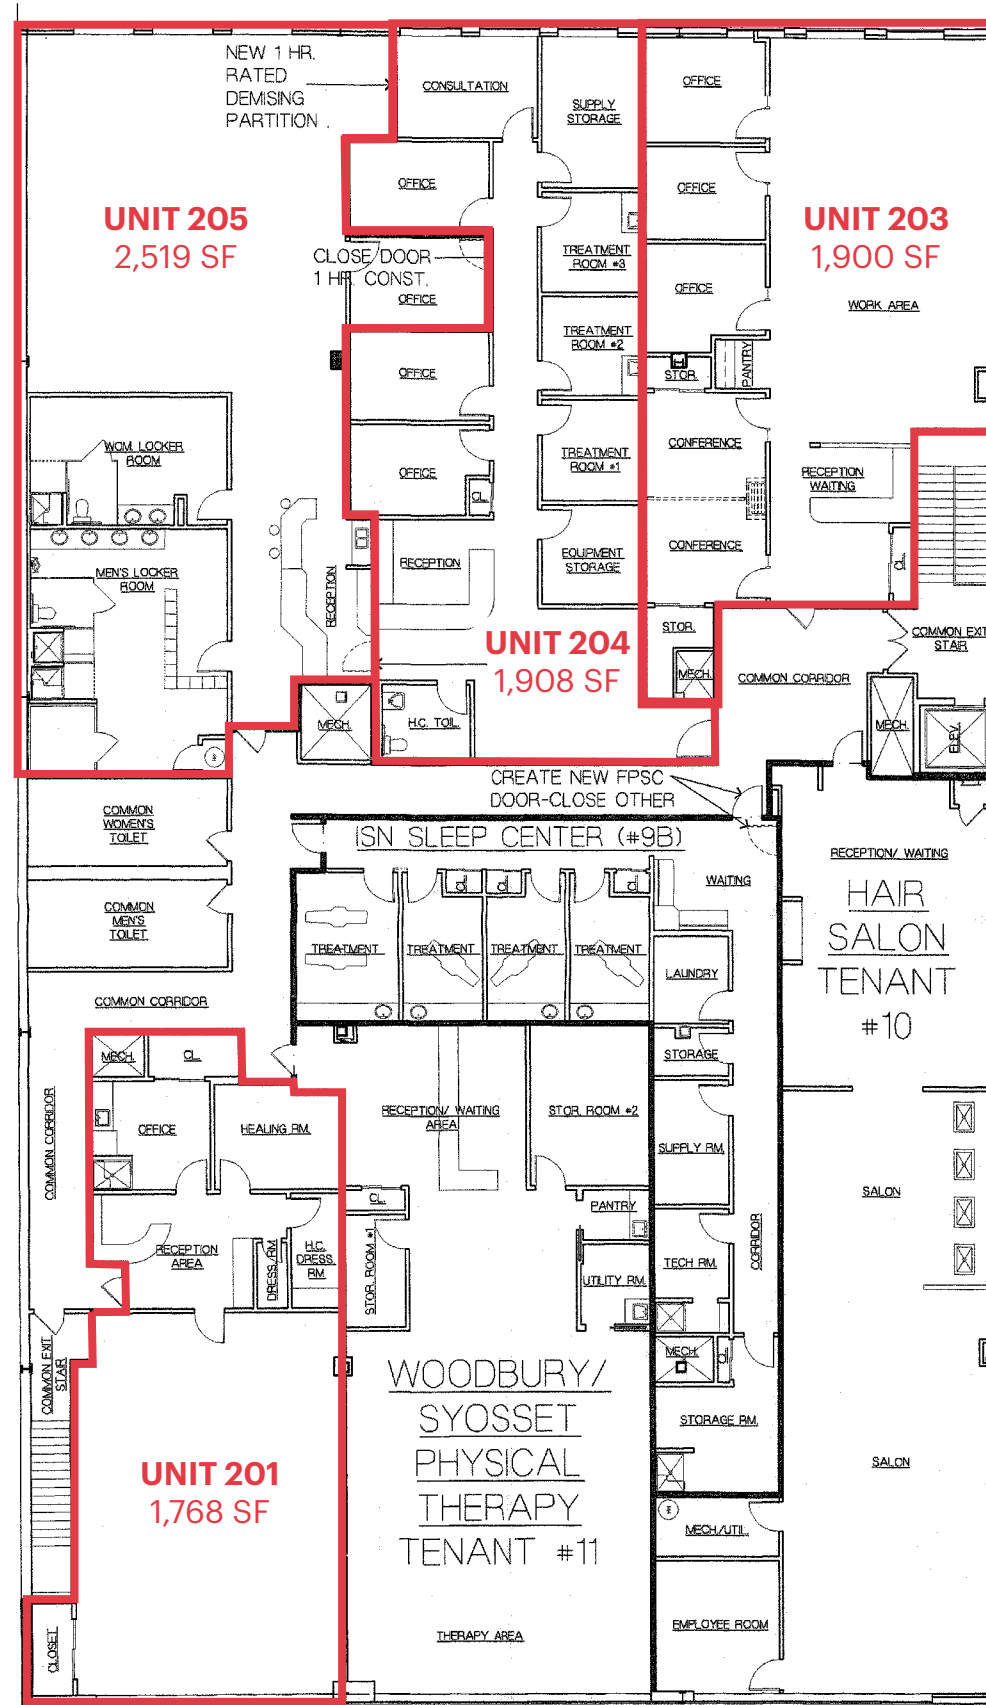 NEW 1 HR.
RATED
DEMISING
PARTITION
CONSULTATION
SUPPLY
STORAGE
OFFICE
OFFICE
OFFICE
UNIT 205
2,519 SF
UNIT 203
1,900 SF
CLOSE DOOR
1 HR. CONST.
OFFICE
TREATMENT
ROOM #3
OFFICE
WORK AREA
TREATMENT
ROOM #2
OFFICE
STOR.
PANTRY
WOM. LOCKER
ROOM
TREATMENT
ROOM #1
CONFERENCE
OFFICE
CL.
RECEPTION
WAITING
MEN'S LOCKER
ROOM
RECEPTION
RECEPTION
EQUIPMENT
STORAGE
CONFERENCE
CL.
UNIT 204
1,908 SF
STOR.
MECH.
COMMON EXIT
STAIR
COMMON CORRIDOR
MECH.
H.C. TOIL.
MECH.
ELEV.
CREATE NEW FPSC
DOOR-CLOSE OTHER
COMMON
WOMEN'S
TOILET
ISN SLEEP CENTER (#9B)
RECEPTION/ WAITING
CL.
CL.
CL.
WAITING
COMMON
MEN'S
TOILET
TREATMENT
TREATMENT
TREATMENT
TREATMENT
HAIR
SALON
TENANT
#10
LAUNDRY
COMMON CORRIDOR
STORAGE
MECH.
CL.
COMMON CORRIDOR
OFFICE
HEALING RM.
RECEPTION/ WAITING
AREA
STOR. ROOM #2
SUPPLY RM.
SALON
CL.
PANTRY
RECEPTION
AREA
DRESS. RM
H.C.
DRESS.
RM
STOR. ROOM #1
UTILITY RM.
TECH RM.
CORRIDOR
COMMON EXIT
STAIR
MECH.
CL.
WOODBURY/
SYOSSET
PHYSICAL
THERAPY
TENANT #11
STORAGE RM.
UNIT 201
1,768 SF
SALON
MECH./UTIL.
CLOSET
THERAPY AREA
EMPLOYEE ROOM